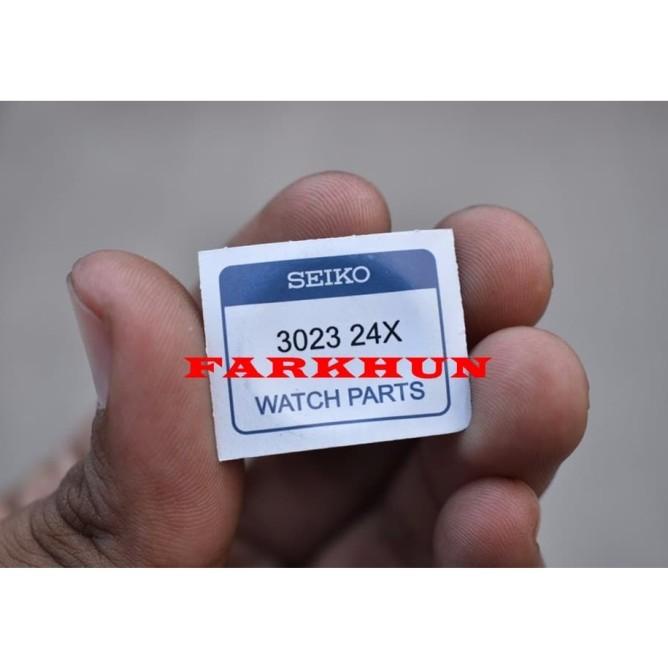 SEIKO
3023 24X
FARKHUN
WATCH PARTS